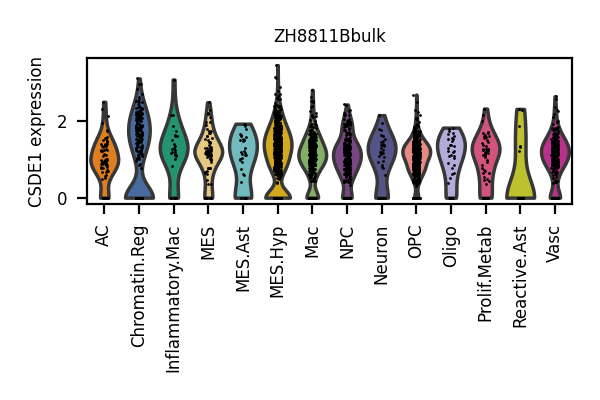 ZH8811Bbulk
CSDE1 expression
2
0
AC
Chromatin.Reg
Inflammatory.Mac
MES
MES.Ast
MES.Hyp
Mac
NPC
Neuron
OPC
Oligo
Prolif.Metab
Reactive.Ast
Vasc